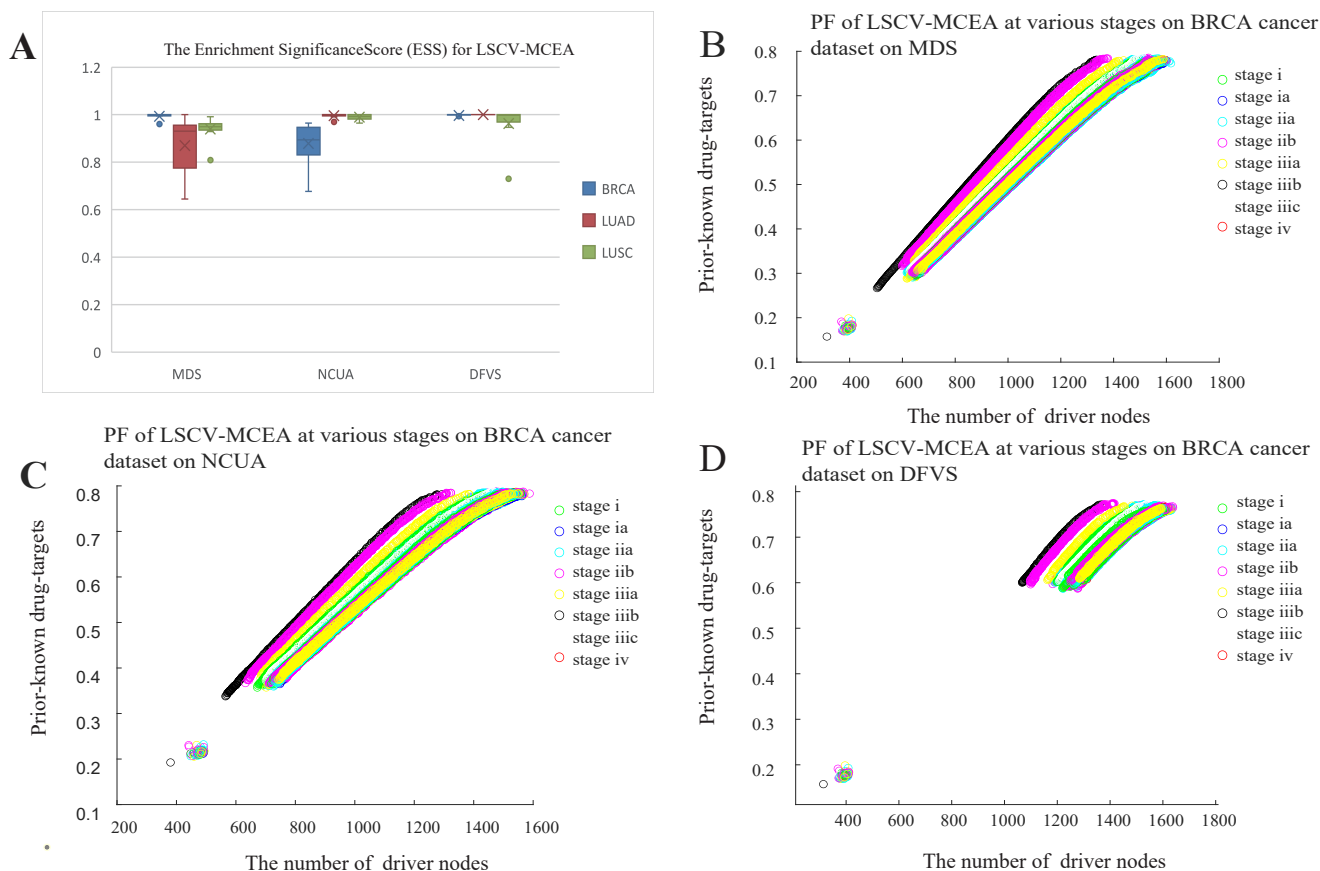 A
The Enrichment SignificanceScore (ESS) for LSCV-MCEA
1.2
1
0.8
0.6
0.4
0.2
0
MDS
NCUA
DFVS
BRCA
LUAD
LUSC
B
PF of LSCV-MCEA at various stages on BRCA cancer
dataset on MDS
Prior-known drug-targets
0.8
0.7
0.6
0.5
0.4
0.3
0.2
0.1
200 400 600 800 1000 1200 1400 1600 1800
The number of driver nodes
stage i
stage ia
stage iia
stage iib
stage iiia
stage iiib
stage iiic
stage iv
C
PF of LSCV-MCEA at various stages on BRCA cancer
dataset on NCUA
Prior-known drug-targets
0.8
0.7
0.6
0.5
0.4
0.3
0.2
0.1
200 400 600 800 1000 1200 1400 1600
The number of driver nodes
stage i
stage ia
stage iia
stage iib
stage iiia
stage iiib
stage iiic
stage iv
D
PF of LSCV-MCEA at various stages on BRCA cancer
dataset on DFVS
Prior-known drug-targets
0.8
0.7
0.6
0.5
0.4
0.3
0.2
400 600 800 1000 1200 1400 1600 1800
The number of driver nodes
stage i
stage ia
stage iia
stage iib
stage iiia
stage iiib
stage iiic
stage iv